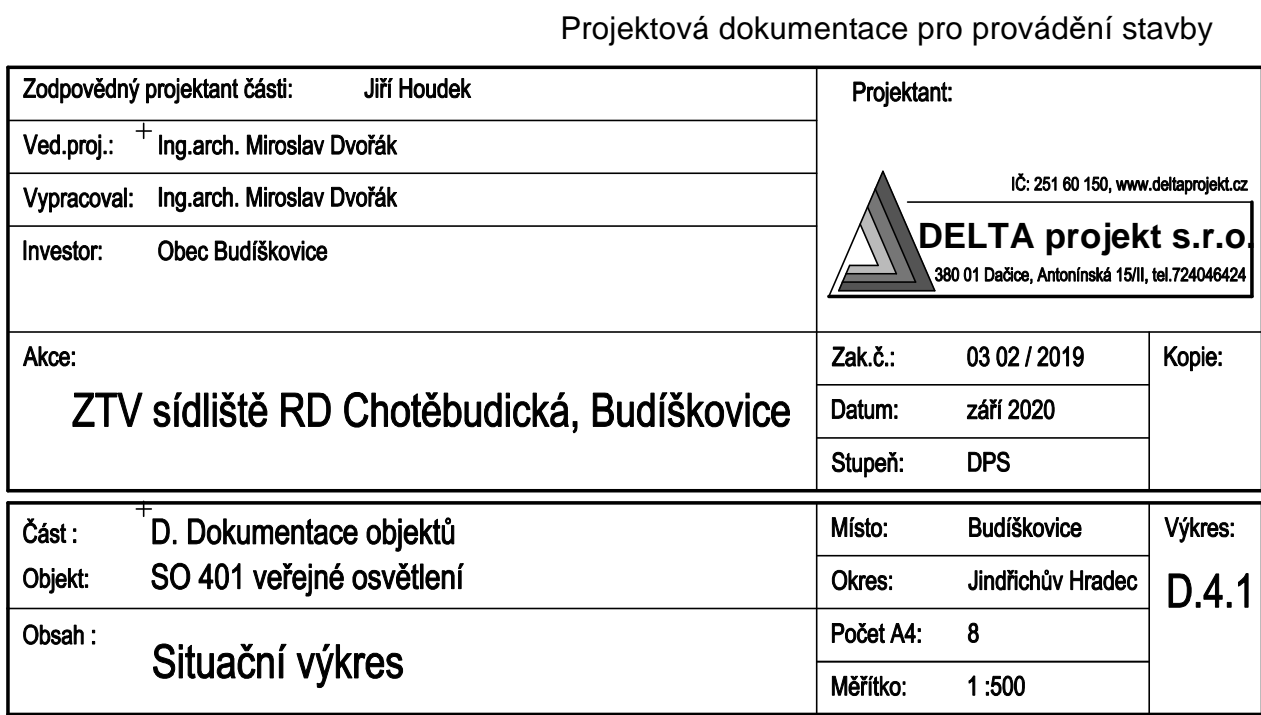 Projektová dokumentace pro provádění stavby
Zodpovědný projektant části: Jiří Houdek
Ved.proj.: Ing.arch. Miroslav Dvořák
Vypracoval: Ing.arch. Miroslav Dvořák
Investor: Obec Budíškovice
Projektant:
IČ: 251 60 150, www.deltaprojekt.cz
DELTA projekt s.r.o.
380 01 Dačice, Antonínská 15/II, tel.724046424
Akce:
ZTV sídliště RD Chotěbudická, Budíškovice
Zak.č.: 03 02 / 2019
Datum: září 2020
Stupeň: DPS
Kopie:
Část : D. Dokumentace objektů
Objekt: SO 401 veřejné osvětlení
Obsah :
Situační výkres
Místo: Budíškovice
Okres: Jindřichův Hradec
Počet A4: 8
Měřítko: 1 :500
Výkres:
D.4.1